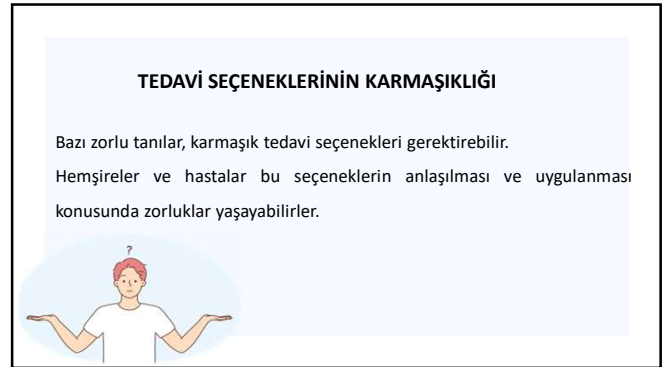 TEDAVİ SEÇENEKLERİNİN KARMAŞIKLIĞI
Bazı zorlu tanılar, karmaşık tedavi seçenekleri gerektirebilir.
Hemşireler ve hastalar bu seçeneklerin anlaşılması ve uygulanması
konusunda zorluklar yaşayabilirler.
?